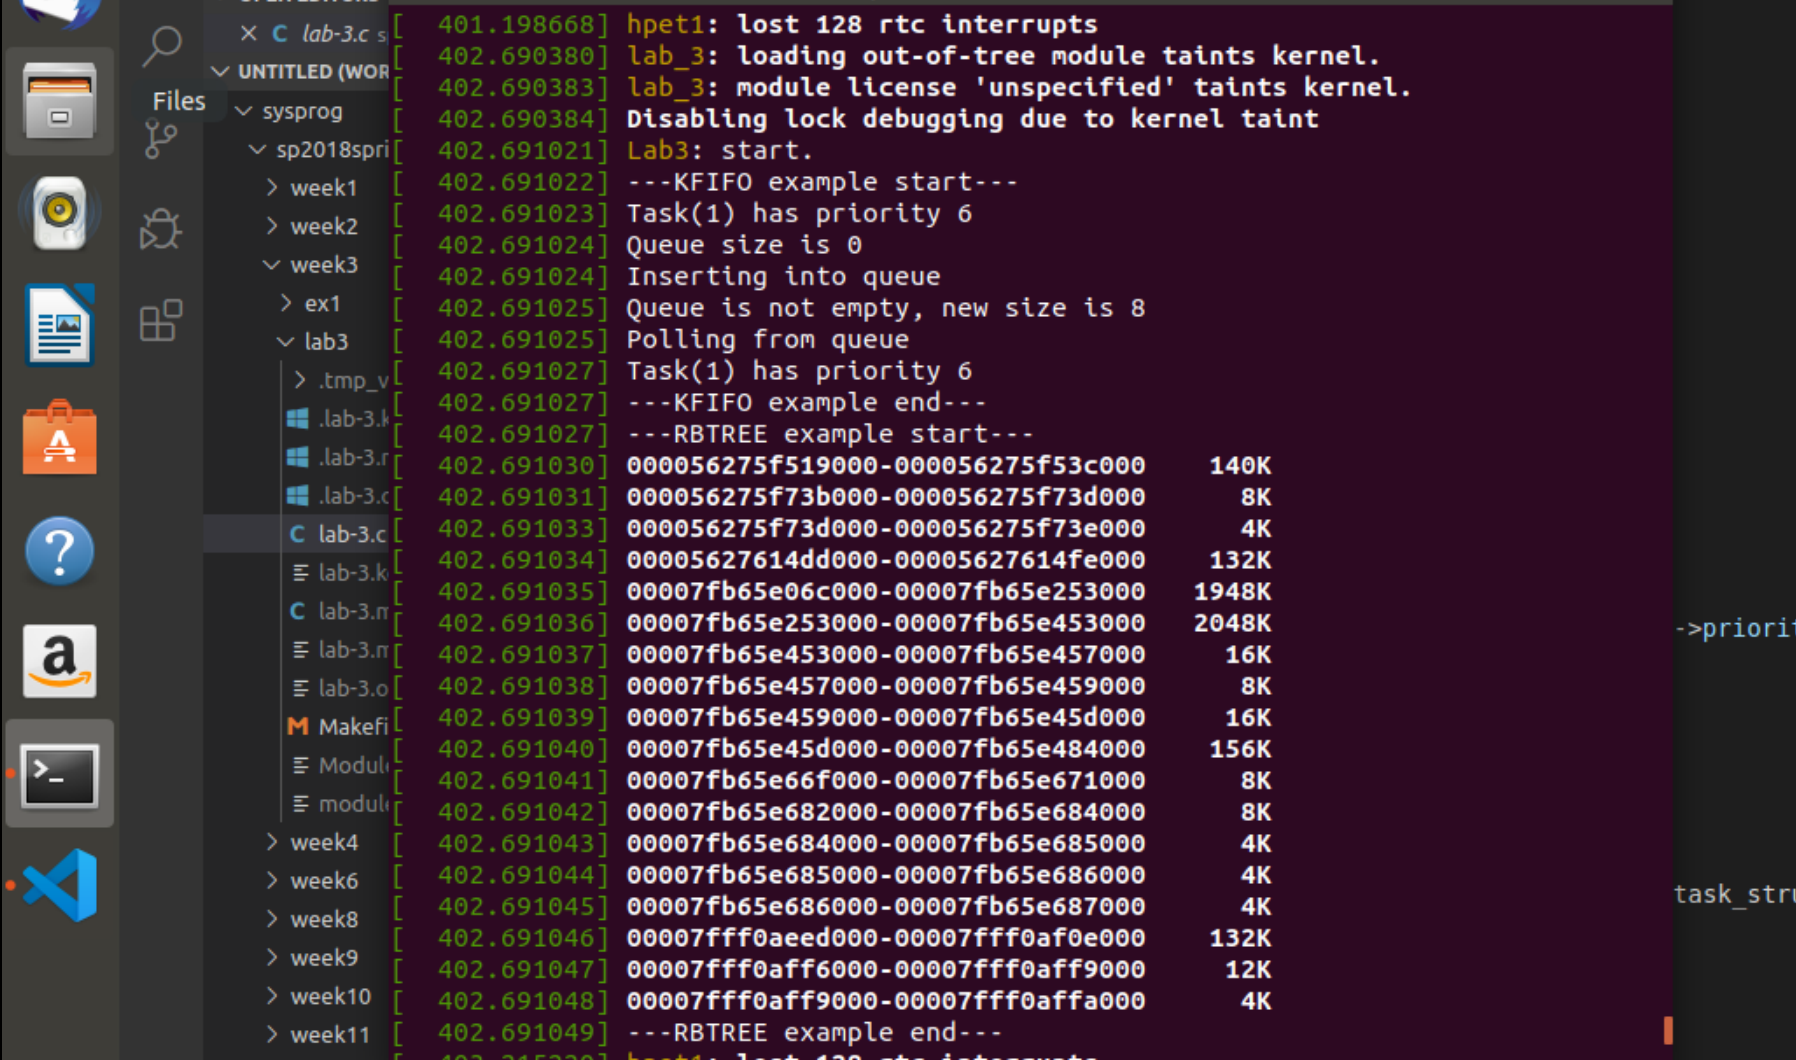 lab-3.c
UNTITLED (WOR
Files
sysprog
sp2018spri
week1
week2
week3
ex1
lab3
.tmp_v
.lab-3.k
.lab-3.
.lab-3.
lab-3.c
lab-3.k
lab-3.m
lab-3.m
lab-3.o
Makefi
Module
module
week4
week6
week8
week9
week10
week11
[ 401.198668] hpet1: lost 128 rtc interrupts
[ 402.690380] lab_3: loading out-of-tree module taints kernel.
[ 402.690383] lab_3: module license 'unspecified' taints kernel.
[ 402.690384] Disabling lock debugging due to kernel taint
[ 402.691021] Lab3: start.
[ 402.691022] ---KFIFO example start---
[ 402.691023] Task(1) has priority 6
[ 402.691024] Queue size is 0
[ 402.691024] Inserting into queue
[ 402.691025] Queue is not empty, new size is 8
[ 402.691025] Polling from queue
[ 402.691027] Task(1) has priority 6
[ 402.691027] ---KFIFO example end---
[ 402.691027] ---RBTREE example start---
[ 402.691030] 000056275f519000-000056275f53c000 140K
[ 402.691031] 000056275f73b000-000056275f73d000 8K
[ 402.691033] 000056275f73d000-000056275f73e000 4K
[ 402.691034] 00005627614dd000-00005627614fe000 132K
[ 402.691035] 00007fb65e06c000-00007fb65e253000 1948K
[ 402.691036] 00007fb65e253000-00007fb65e453000 2048K
[ 402.691037] 00007fb65e453000-00007fb65e457000 16K
[ 402.691038] 00007fb65e457000-00007fb65e459000 8K
[ 402.691039] 00007fb65e459000-00007fb65e45d000 16K
[ 402.691040] 00007fb65e45d000-00007fb65e484000 156K
[ 402.691041] 00007fb65e66f000-00007fb65e671000 8K
[ 402.691042] 00007fb65e682000-00007fb65e684000 8K
[ 402.691043] 00007fb65e684000-00007fb65e685000 4K
[ 402.691044] 00007fb65e685000-00007fb65e686000 4K
[ 402.691045] 00007fb65e686000-00007fb65e687000 4K
[ 402.691046] 00007fff0aeed000-00007fff0af0e000 132K
[ 402.691047] 00007fff0aff6000-00007fff0aff9000 12K
[ 402.691048] 00007fff0aff9000-00007fff0affa000 4K
[ 402.691049] ---RBTREE example end---
hpet1: lost 128 rtc interrupts
->priorit
task_stru